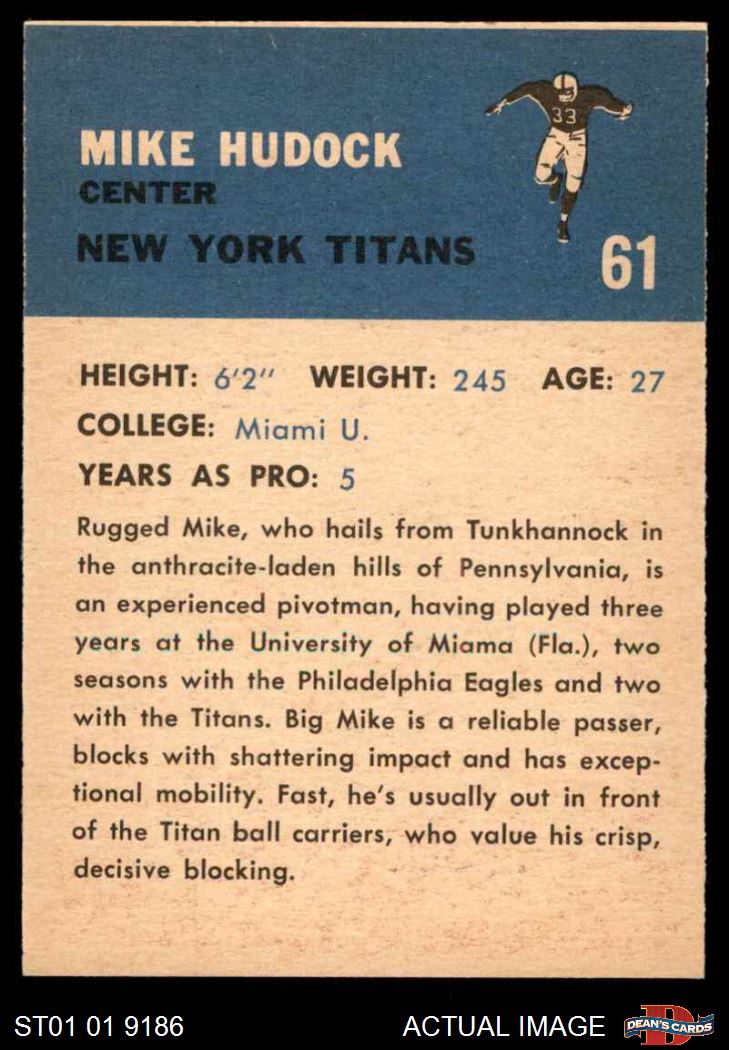 MIKE HUDOCK
CENTER
NEW YORK TITANS
33
61
HEIGHT: 6'2" WEIGHT: 245 AGE: 27
COLLEGE: Miami U.
YEARS AS PRO: 5
Rugged Mike, who hails from Tunkhannock in
the anthracite-laden hills of Pennsylvania, is
an experienced pivotman, having played three
years at the University of Miama (Fla.), two
seasons with the Philadelphia Eagles and two
with the Titans. Big Mike is a reliable passer,
blocks with shattering impact and has excep-
tional mobility. Fast, he's usually out in front
of the Titan ball carriers, who value his crisp,
decisive blocking.
ST01 01 9186 ACTUAL IMAGE D DEAN'S CARDS